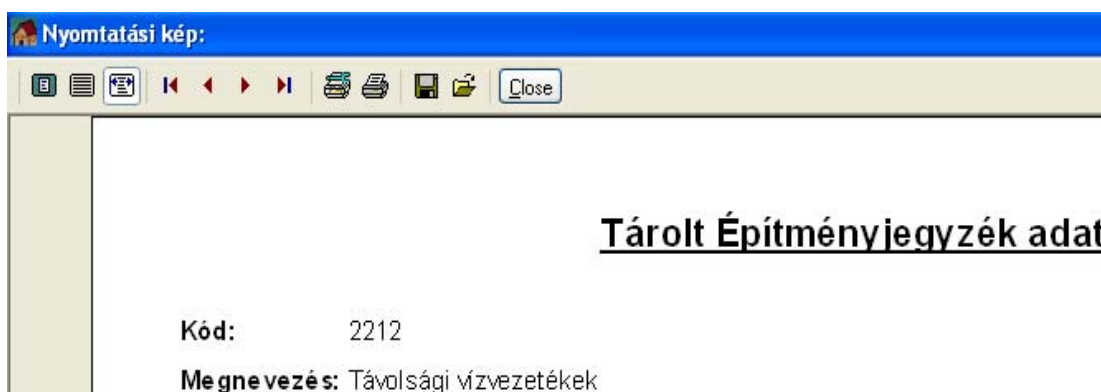 Nyomtatási kép:
Close
Tárolt Építményjegyzék adat
Kód: 2212
Megnevezés: Távolsági vízvezetékek